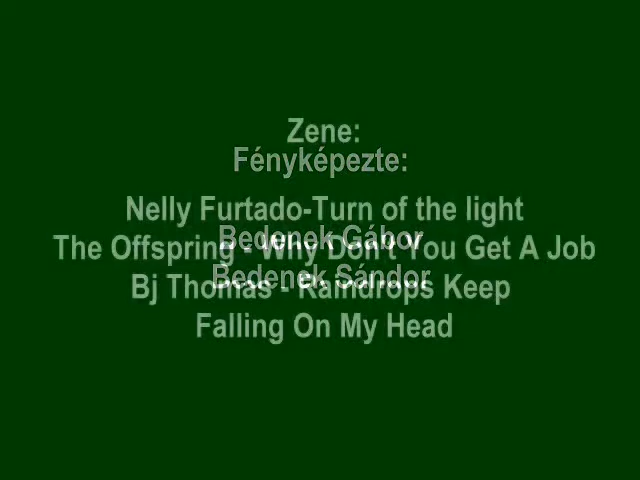 Zene:
Fényképezte:
Nelly Furtado-Turn of the light
Bedenek Gábor
The Offspring - Why Don't You Get A Job
Bedenek Sándor
Bj Thomas - Raindrops Keep
Falling On My Head